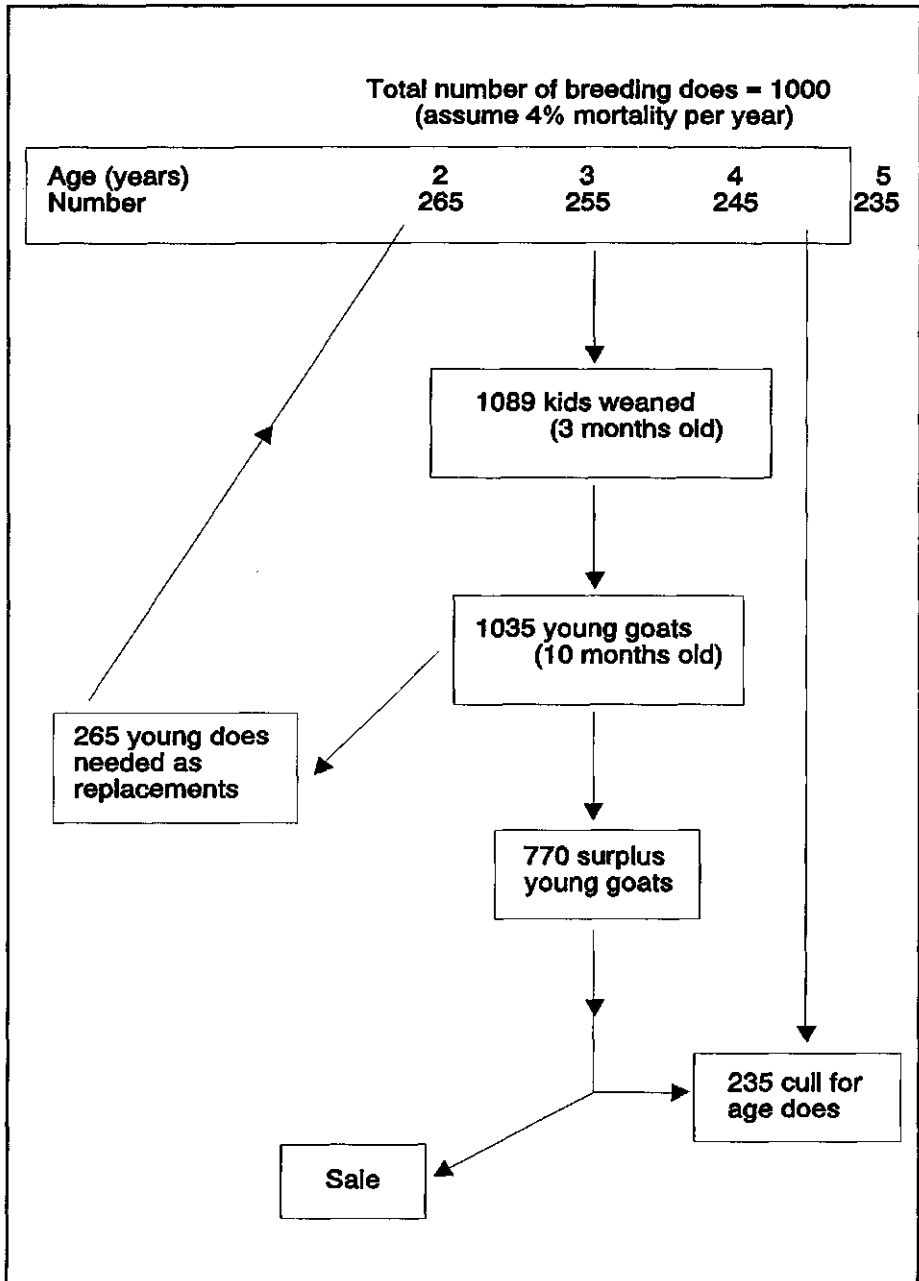 Total number of breeding does = 1000
(assume 4% mortality per year)
Age (years) 2 3 4 5
Number 265 255 245 235
1089 kids weaned
(3 months old)
1035 young goats
(10 months old)
265 young does
needed as
replacements
770 surplus
young goats
235 cull for
age does
Sale